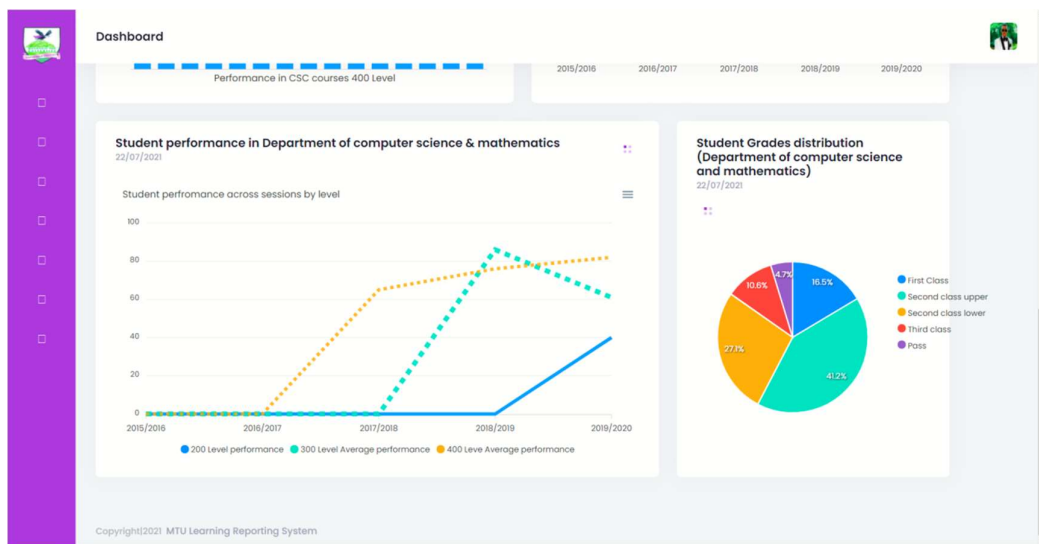 Dashboard
Performance in CSC courses 400 Level
2015/2016 2016/2017 2017/2018 2018/2019 2019/2020
Student performance in Department of computer science & mathematics
22/07/2021
Student perfromance across sessions by level
100
80
60
40
20
0
2015/2016 2016/2017 2017/2018 2018/2019 2019/2020
200 Level performance 300 Level Average performance 400 Leve Average performance
Student Grades distribution
(Department of computer science
and mathematics)
22/07/2021
4.7%
16.5%
10.6%
27.1%
41.2%
First Class
Second class upper
Second class lower
Third class
Pass
Copyright|2021 MTU Learning Reporting System